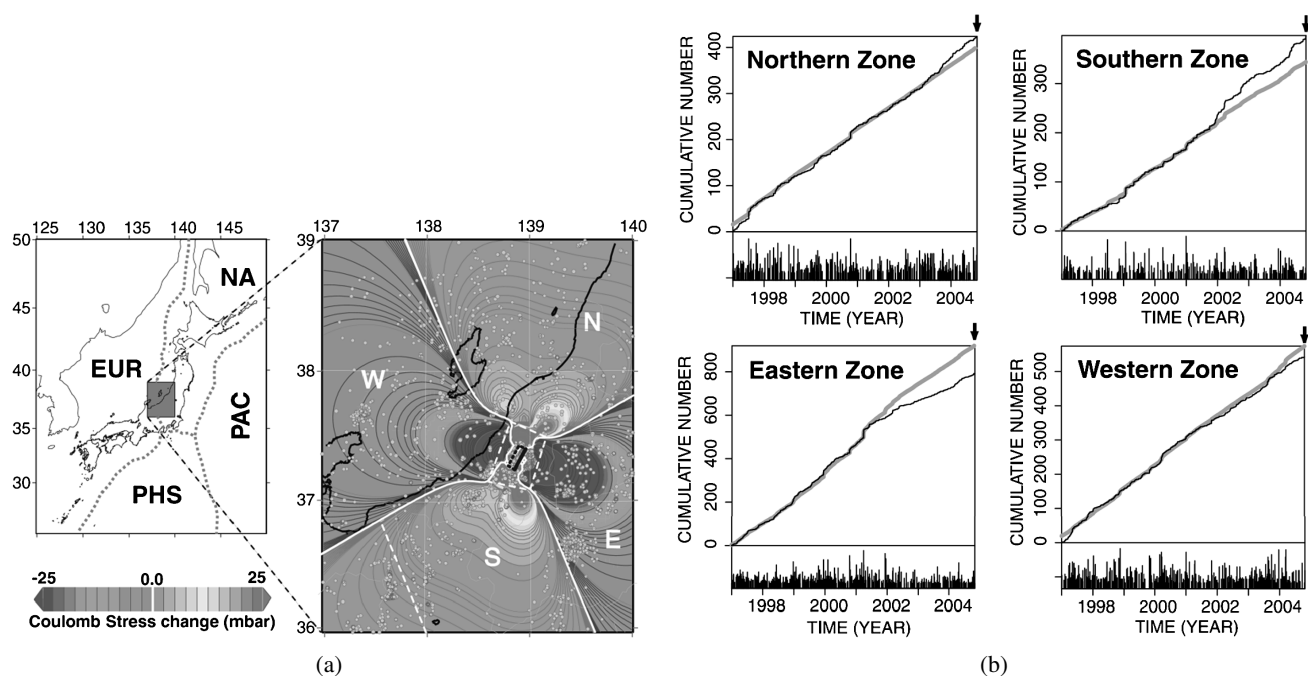 125 130 135 140 145
50
45
40
35
30
NA
EUR
PAC
PHS
-25 0.0 25
Coulomb Stress change (mbar)
137 138 139 140
39
38
37
36
N
W
S
E
(a)
Northern Zone
CUMULATIVE NUMBER
0 100 200 300 400
1998 2000 2002 2004
TIME (YEAR)
Southern Zone
CUMULATIVE NUMBER
0 100 200 300
1998 2000 2002 2004
TIME (YEAR)
Eastern Zone
CUMULATIVE NUMBER
0 200 400 600 800
1998 2000 2002 2004
TIME (YEAR)
Western Zone
CUMULATIVE NUMBER
0 100 200 300 400 500
1998 2000 2002 2004
TIME (YEAR)
(b)